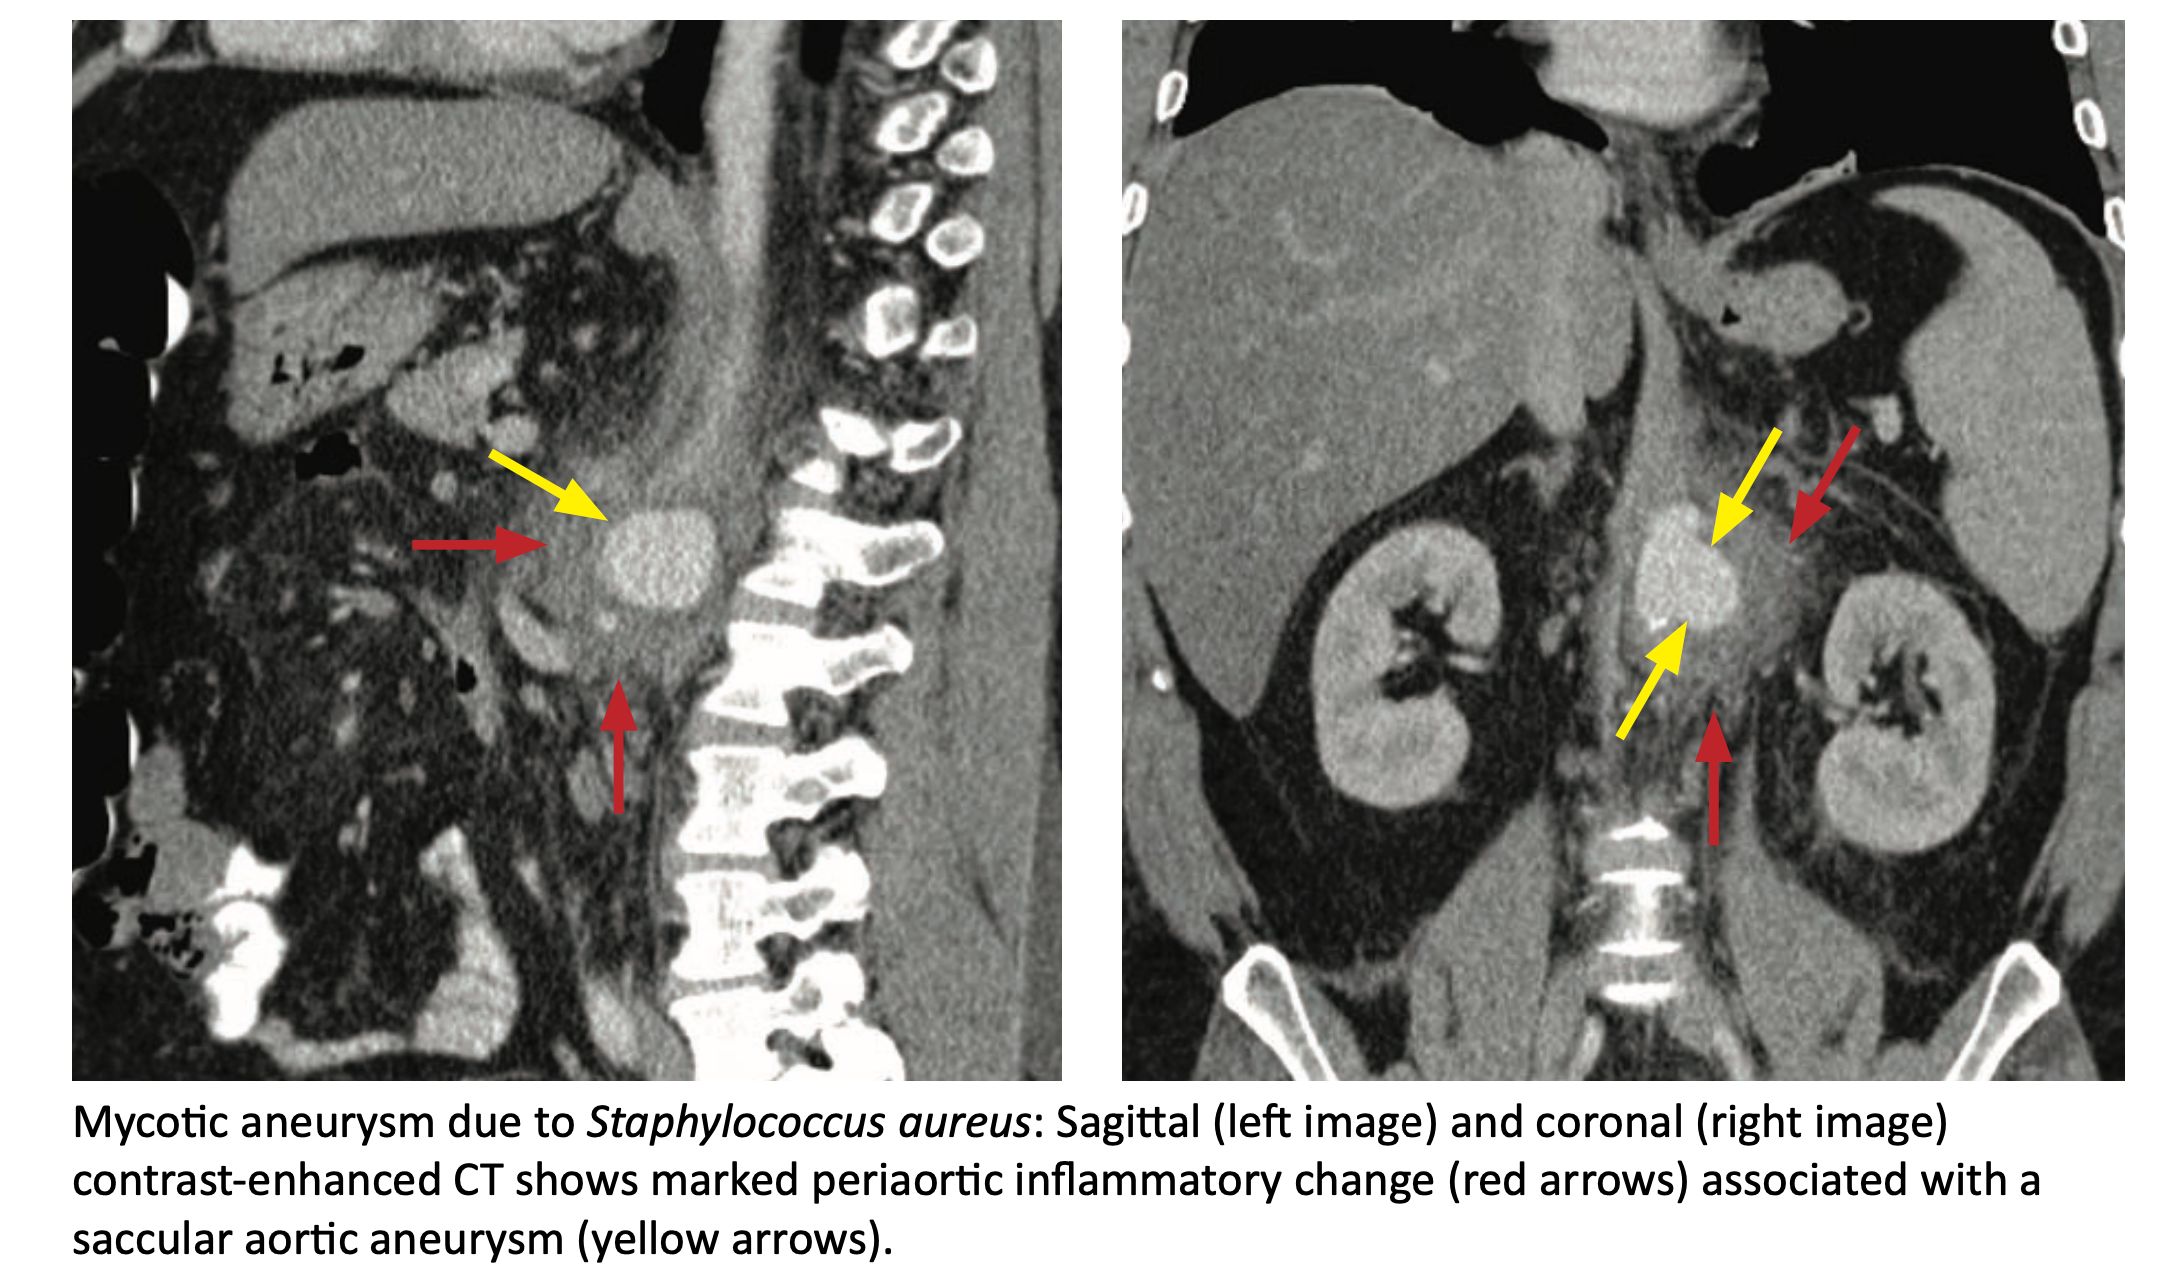 Mycotic aneurysm due to Staphylococcus aureus: Sagittal (left image) and coronal (right image)
contrast-enhanced CT shows marked periaortic inflammatory change (red arrows) associated with a
saccular aortic aneurysm (yellow arrows).